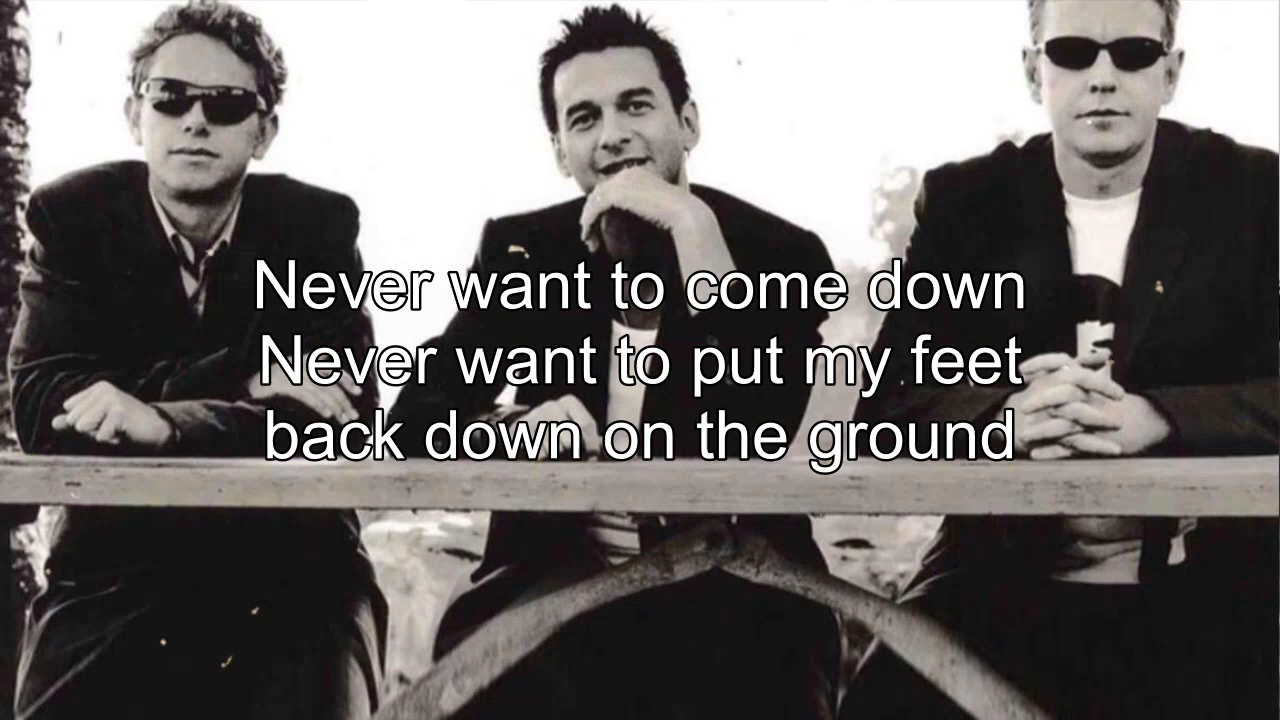 Never want to come down
Never want to put my feet
back down on the ground